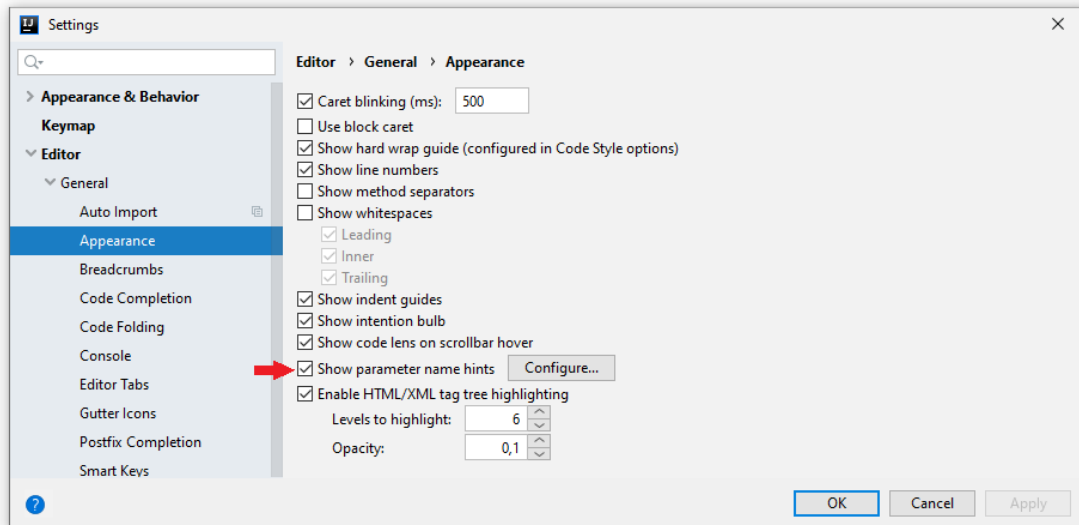 IJ
Settings
Editor > General > Appearance
Appearance & Behavior
Keymap
Editor
General
Auto Import
Appearance
Breadcrumbs
Code Completion
Code Folding
Console
Editor Tabs
Gutter Icons
Postfix Completion
Smart Keys
Caret blinking (ms): 500
Use block caret
Show hard wrap guide (configured in Code Style options)
Show line numbers
Show method separators
Show whitespaces
Leading
Inner
Trailing
Show indent guides
Show intention bulb
Show code lens on scrollbar hover
Show parameter name hints Configure...
Enable HTML/XML tag tree highlighting
Levels to highlight: 6
Opacity: 0,1
? OK Cancel Apply